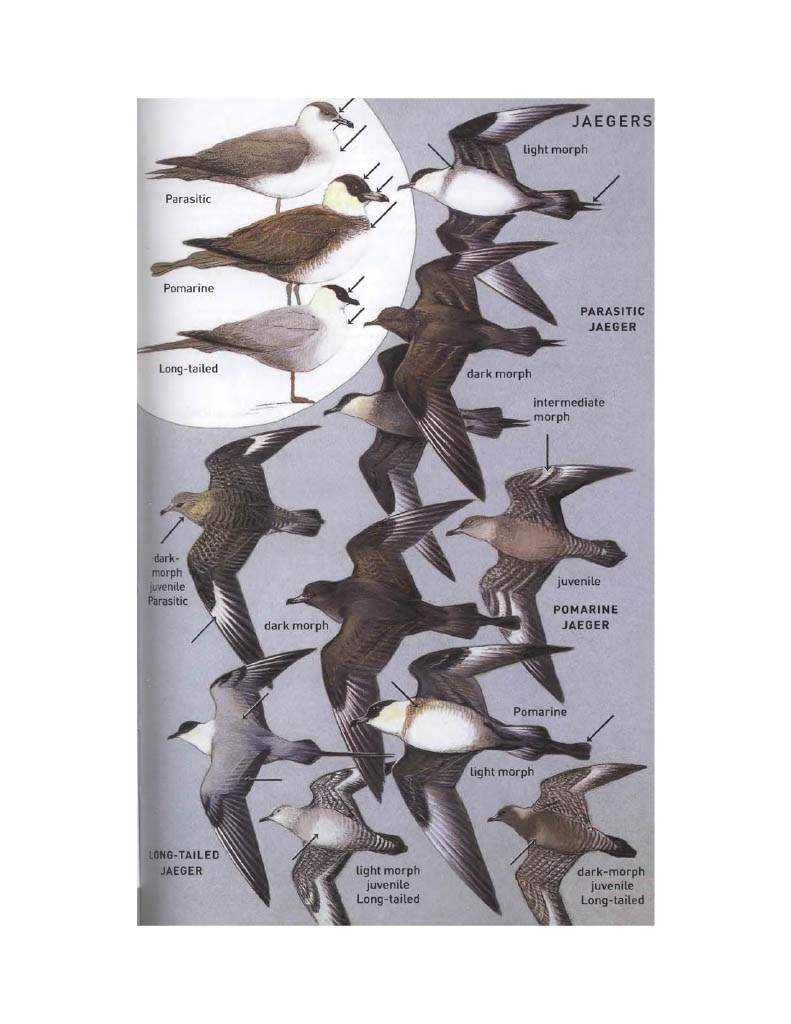 JAEGERS
light morph
Parasitic
Pomarine
Long-tailed
PARASITIC
JAEGER
dark morph
intermediate
morph
dark-
morph
juvenile
Parasitic
juvenile
dark morph
POMARINE
JAEGER
Pomarine
light morph
LONG-TAILED
JAEGER
light morph
juvenile
Long-tailed
dark-morph
juvenile
Long-tailed